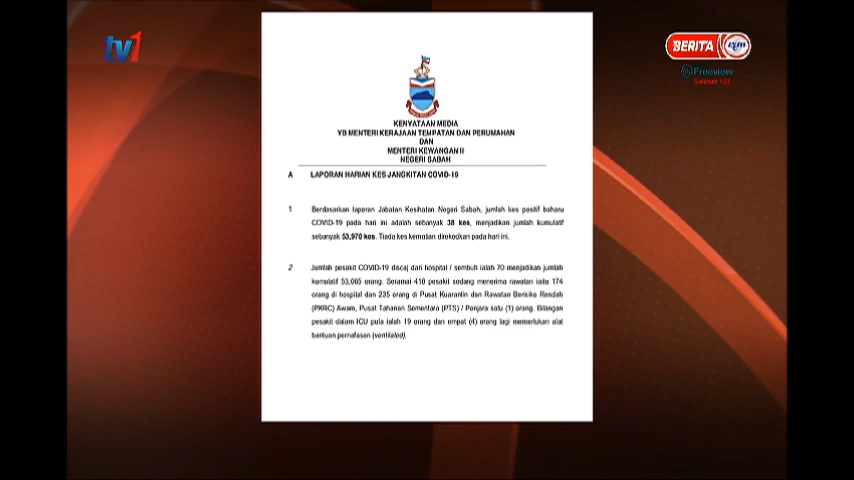 tv1
BERITA rtm
Freeview
Saluran 123
KENYATAAN MEDIA
YB MENTERI KERAJAAN TEMPATAN DAN PERUMAHAN
DAN
MENTERI KEWANGAN II
NEGERI SABAH
A LAPORAN HARIAN KES JANGKITAN COVID-19
1 Berdasarkan laporan Jabatan Kesihatan Negeri Sabah, jumlah kes positif baharu
COVID-19 pada hari ini adalah sebanyak 38 kes, menjadikan jumlah kumulatif
sebanyak 53,970 kes. Tiada kes kematian direkodkan pada hari ini.
2 Jumlah pesakit COVID-19 discaj dari hospital / sembuh ialah 70 menjadikan jumlah
kumulatif 53,065 orang. Seramai 410 pesakit sedang menerima rawatan iaitu 174
orang di hospital dan 235 orang di Pusat Kuarantin dan Rawatan Berisiko Rendah
(PKRC) Awam, Pusat Tahanan Sementara (PTS) / Penjara satu (1) orang. Bilangan
pesakit dalam ICU pula ialah 19 orang dan empat (4) orang lagi memerlukan alat
bantuan pernafasan (ventilated).